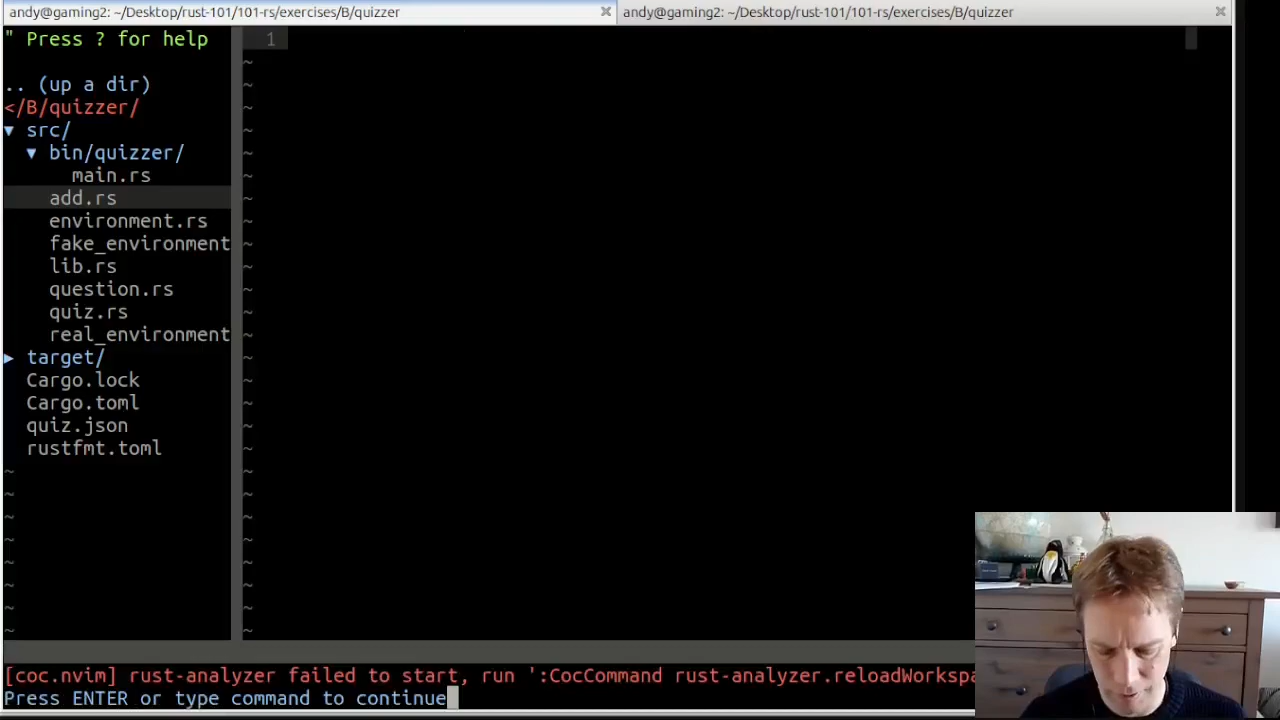 andy@gaming2: ~/Desktop/rust-101/101-rs/exercises/B/quizzer
andy@gaming2: ~/Desktop/rust-101/101-rs/exercises/B/quizzer
" Press ? for help
.. (up a dir)
</B/quizzer/
▼ src/
▼ bin/quizzer/
main.rs
add.rs
environment.rs
fake_environment
lib.rs
question.rs
quiz.rs
real_environment
▶ target/
Cargo.lock
Cargo.toml
quiz.json
rustfmt.toml
1
[coc.nvim] rust-analyzer failed to start, run ':CocCommand rust-analyzer.reloadWorkspa
Press ENTER or type command to continue